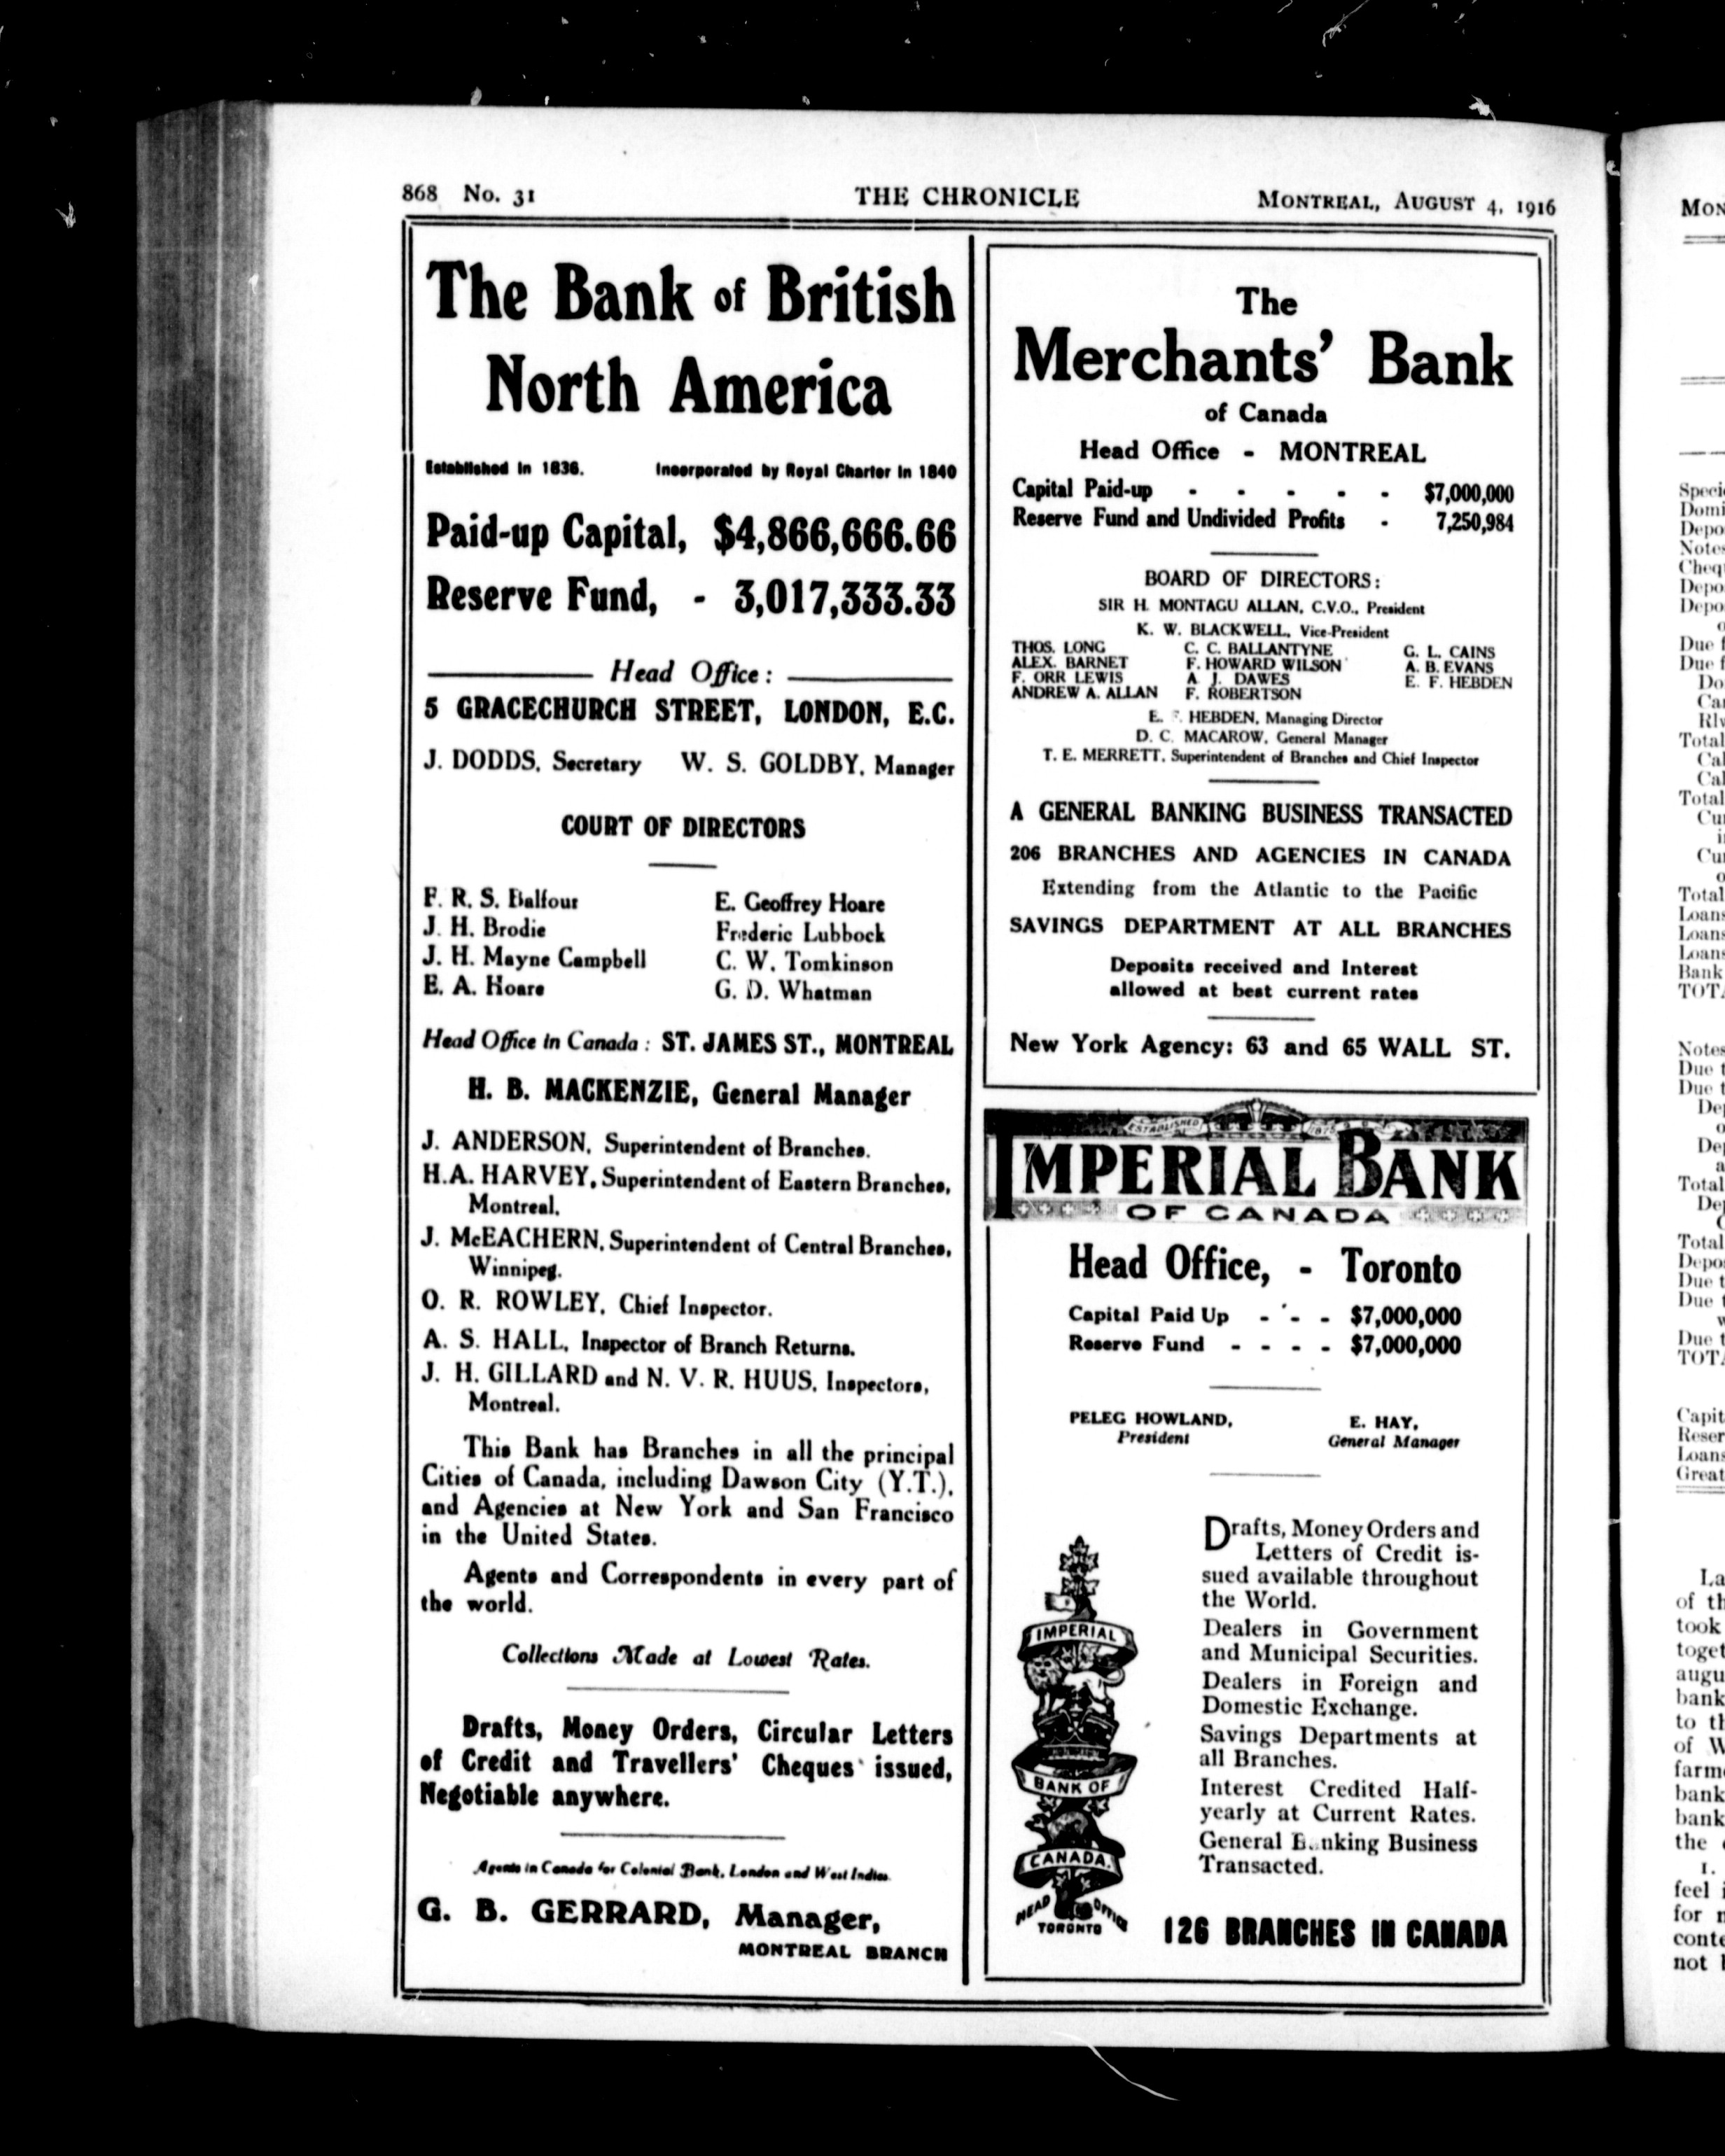 868 No. 31 THE CHRONICLE MONTREAL, AUGUST 4, 1916
The Bank of British
North America
Established in 1836. Incorporated by Royal Charter in 1840
Paid-up Capital, $4,866,666.66
Reserve Fund, - 3,017,333.33
Head Office:
5 GRACECHURCH STREET, LONDON, E.C.
J. DODDS, Secretary W. S. GOLDBY, Manager
COURT OF DIRECTORS
F. R. S. Balfour E. Geoffrey Hoare
J. H. Brodie Frederic Lubbock
J. H. Mayne Campbell C. W. Tomkinson
E. A. Hoare G. D. Whatman
Head Office in Canada: ST. JAMES ST., MONTREAL
H. B. MACKENZIE, General Manager
J. ANDERSON, Superintendent of Branches.
H.A. HARVEY, Superintendent of Eastern Branches,
Montreal.
J. McEACHERN, Superintendent of Central Branches,
Winnipeg.
O. R. ROWLEY, Chief Inspector.
A. S. HALL, Inspector of Branch Returns.
J. H. GILLARD and N. V. R. HUUS, Inspectors,
Montreal.
This Bank has Branches in all the principal
Cities of Canada, including Dawson City (Y.T.),
and Agencies at New York and San Francisco
in the United States.
Agents and Correspondents in every part of
the world.
Collections Made at Lowest Rates.
Drafts, Money Orders, Circular Letters
of Credit and Travellers' Cheques issued,
Negotiable anywhere.
Agents in Canada for Colonial Bank, London and West Indies.
G. B. GERRARD, Manager,
MONTREAL BRANCH
The
Merchants' Bank
of Canada
Head Office - MONTREAL
Capital Paid-up - - - - - $7,000,000
Reserve Fund and Undivided Profits - 7,250,984
BOARD OF DIRECTORS:
SIR H. MONTAGU ALLAN, C.V.O., President
K. W. BLACKWELL, Vice-President
THOS. LONG C. C. BALLANTYNE G. L. CAINS
ALEX. BARNET F. HOWARD WILSON A. B. EVANS
F. ORR LEWIS A. J. DAWES E. F. HEBDEN
ANDREW A. ALLAN F. ROBERTSON
E. F. HEBDEN, Managing Director
D. C. MACAROW, General Manager
T. E. MERRETT, Superintendent of Branches and Chief Inspector
A GENERAL BANKING BUSINESS TRANSACTED
206 BRANCHES AND AGENCIES IN CANADA
Extending from the Atlantic to the Pacific
SAVINGS DEPARTMENT AT ALL BRANCHES
Deposits received and Interest
allowed at best current rates
New York Agency: 63 and 65 WALL ST.
ESTABLISHED 1875
IMPERIAL BANK
OF CANADA
Head Office, - Toronto
Capital Paid Up - - - $7,000,000
Reserve Fund - - - - $7,000,000
PELEG HOWLAND, E. HAY,
President General Manager
Drafts, Money Orders and
Letters of Credit is-
sued available throughout
the World.
Dealers in Government
and Municipal Securities.
Dealers in Foreign and
Domestic Exchange.
Savings Departments at
all Branches.
Interest Credited Half-
yearly at Current Rates.
General Banking Business
Transacted.
IMPERIAL
BANK OF
CANADA.
HEAD OFFICE
TORONTO
126 BRANCHES IN CANADA